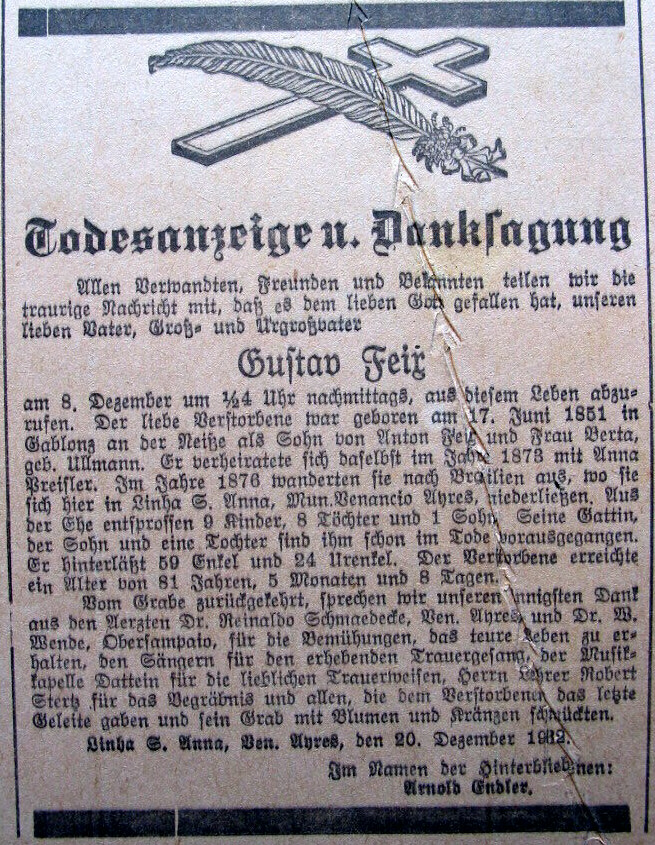 Todesanzeige u. Danksagung
Allen Verwandten, Freunden und Bekannten teilen wir die
traurige Nachricht mit, daß es dem lieben Gott gefallen hat, unseren
lieben Vater, Groß- und Urgroßvater
Gustav Feix
am 8. Dezember um ½4 Uhr nachmittags, aus diesem Leben abzu-
rufen. Der liebe Verstorbene war geboren am 17. Juni 1851 in
Gablonz an der Neiße als Sohn von Anton Feix und Frau Berta,
geb. Ullmann. Er verheiratete sich daselbst im Jahre 1873 mit Anna
Preisler. Im Jahre 1876 wanderten sie nach Brasilien aus, wo sie
sich hier in Linha S. Anna, Mun.Venancio Ayres, niederließen. Aus
der Ehe entsprossen 9 Kinder, 8 Töchter und 1 Sohn. Seine Gattin,
der Sohn und eine Tochter sind ihm schon im Tode vorausgegangen.
Er hinterläßt 59 Enkel und 24 Urenkel. Der Verstorbene erreichte
ein Alter von 81 Jahren, 5 Monaten und 8 Tagen.
Vom Grabe zurückgekehrt, sprechen wir unseren innigsten Dank
aus den Aerzten Dr. Reinaldo Schmaedecke, Ven. Ayres und Dr. W.
Wende, Obersampaio, für die Bemühungen, das teure Leben zu er-
halten, den Sängern für den erhebenden Trauergesang, der Musik-
kapelle Dattein für die lieblichen Trauerweisen, Herrn Lehrer Robert
Stertz für das Begräbnis und allen, die dem Verstorbenen das letzte
Geleite gaben und sein Grab mit Blumen und Kränzen schmückten.
Linha S. Anna, Ven. Ayres, den 20. Dezember 1932.
Im Namen der Hinterbliebenen:
Arnold Endler.